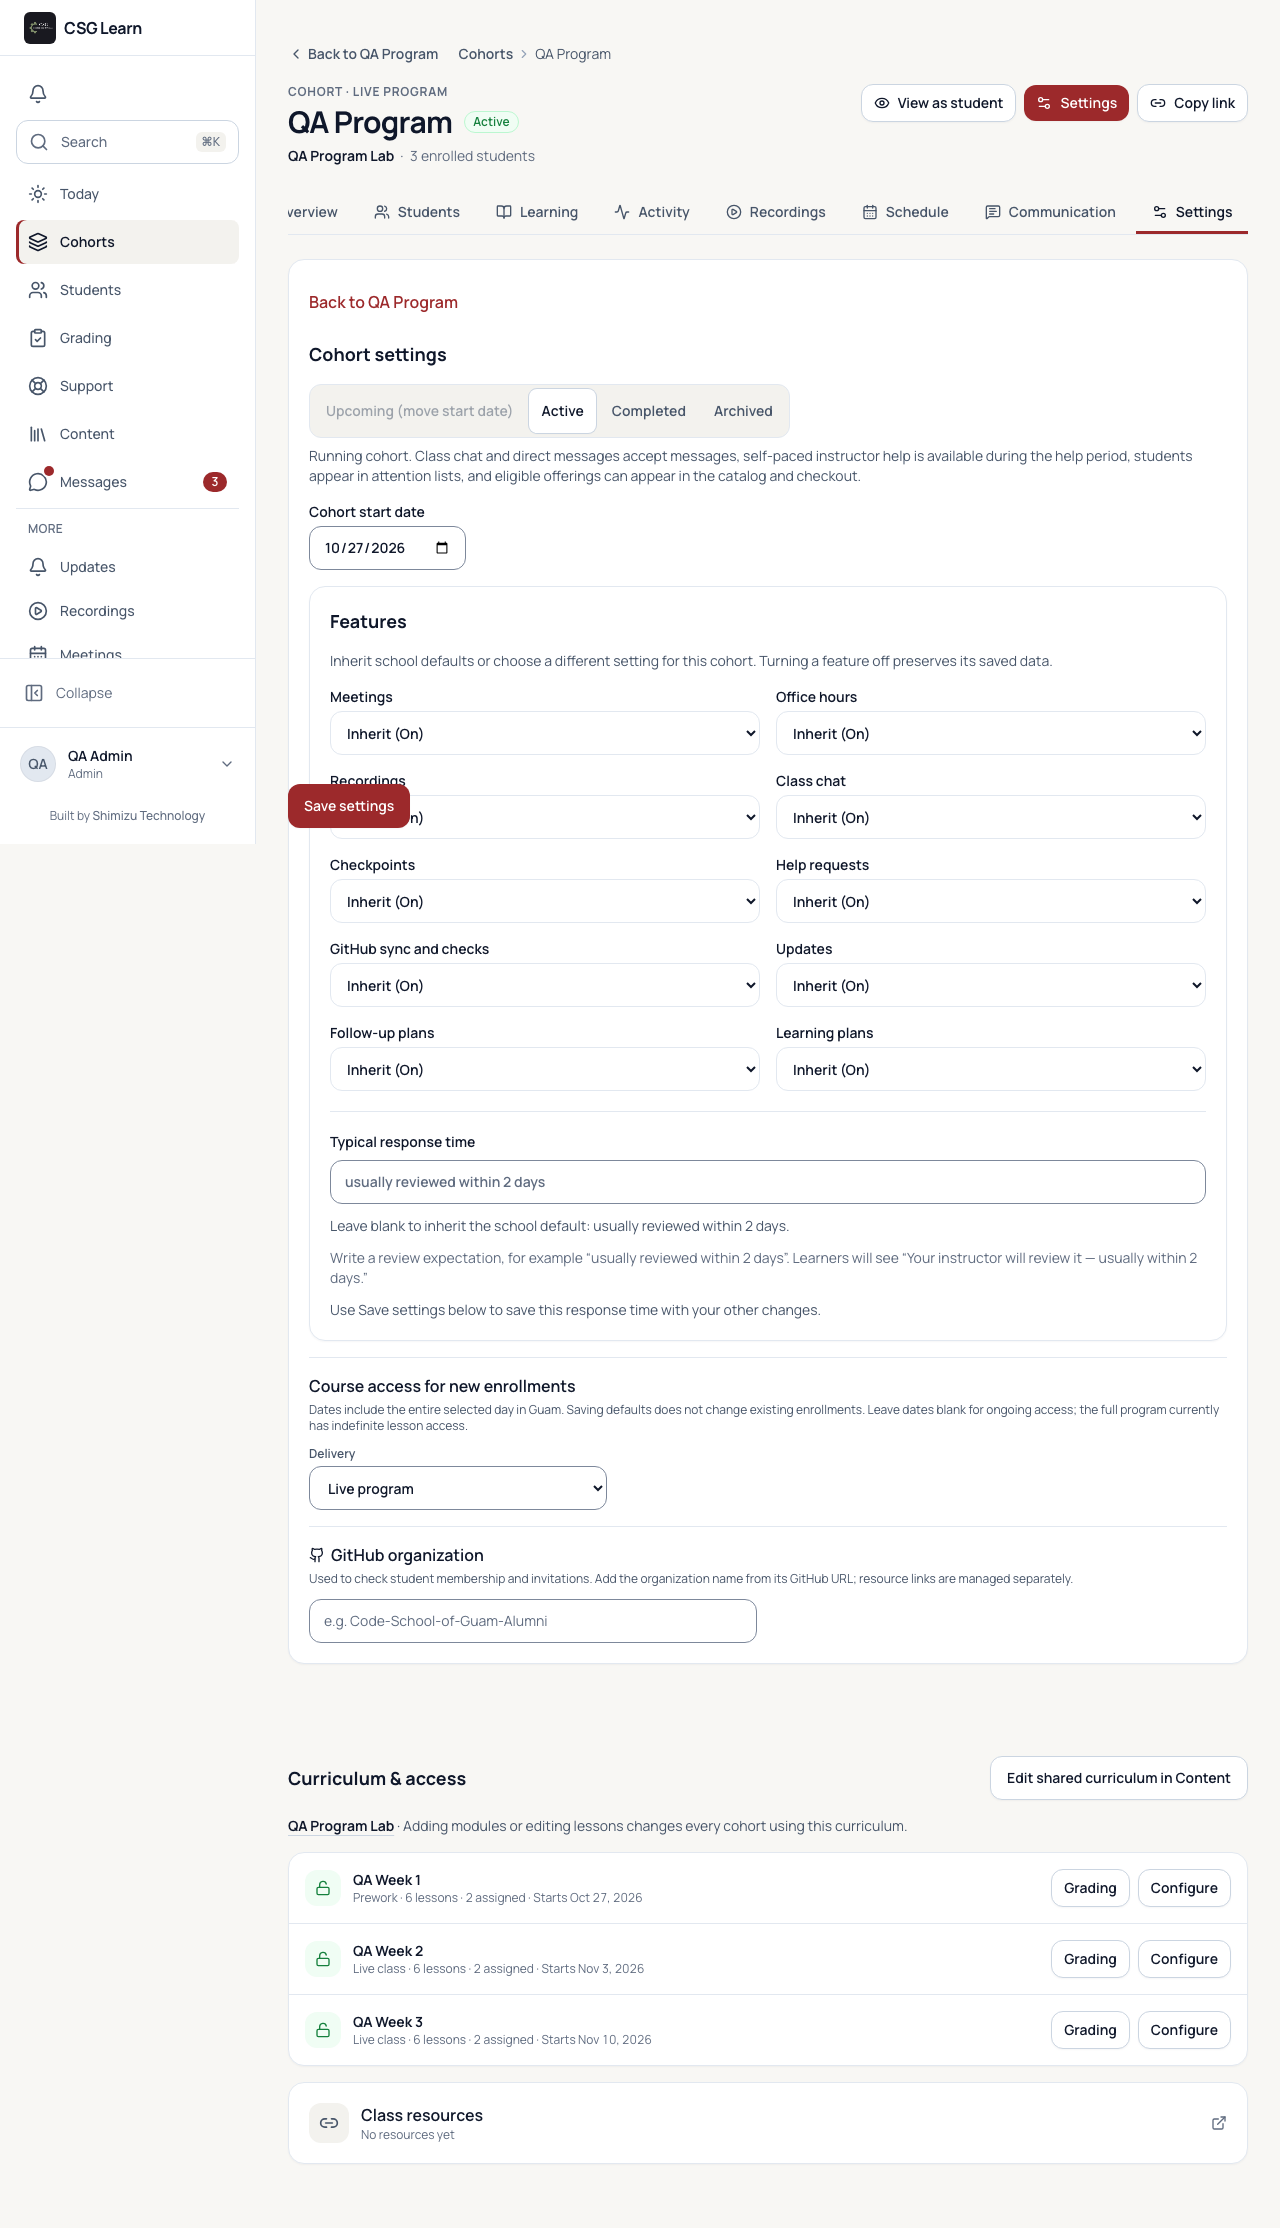 CSG Learn
Search
⌘K
Today
Cohorts
Students
Grading
Support
Content
Messages
3
MORE
Updates
Recordings
Meetings
Collapse
QA
QA Admin
Admin
Built by Shimizu Technology
Back to QA Program
Cohorts
QA Program
COHORT · LIVE PROGRAM
QA Program
Active
QA Program Lab · 3 enrolled students
View as student
Settings
Copy link
verview
Students
Learning
Activity
Recordings
Schedule
Communication
Settings
Back to QA Program
Cohort settings
Upcoming (move start date)
Active
Completed
Archived
Running cohort. Class chat and direct messages accept messages, self-paced instructor help is available during the help period, students
appear in attention lists, and eligible offerings can appear in the catalog and checkout.
Cohort start date
10/27/2026
Features
Inherit school defaults or choose a different setting for this cohort. Turning a feature off preserves its saved data.
Meetings
Office hours
Inherit (On)
Inherit (On)
Recordings
Class chat
Save settings
n)
Inherit (On)
Checkpoints
Help requests
Inherit (On)
Inherit (On)
GitHub sync and checks
Updates
Inherit (On)
Inherit (On)
Follow-up plans
Learning plans
Inherit (On)
Inherit (On)
Typical response time
usually reviewed within 2 days
Leave blank to inherit the school default: usually reviewed within 2 days.
Write a review expectation, for example “usually reviewed within 2 days”. Learners will see “Your instructor will review it — usually within 2
days.”
Use Save settings below to save this response time with your other changes.
Course access for new enrollments
Dates include the entire selected day in Guam. Saving defaults does not change existing enrollments. Leave dates blank for ongoing access; the full program currently
has indefinite lesson access.
Delivery
Live program
GitHub organization
Used to check student membership and invitations. Add the organization name from its GitHub URL; resource links are managed separately.
e.g. Code-School-of-Guam-Alumni
Curriculum & access
Edit shared curriculum in Content
QA Program Lab · Adding modules or editing lessons changes every cohort using this curriculum.
QA Week 1
Prework · 6 lessons · 2 assigned · Starts Oct 27, 2026
Grading
Configure
QA Week 2
Live class · 6 lessons · 2 assigned · Starts Nov 3, 2026
Grading
Configure
QA Week 3
Live class · 6 lessons · 2 assigned · Starts Nov 10, 2026
Grading
Configure
Class resources
No resources yet